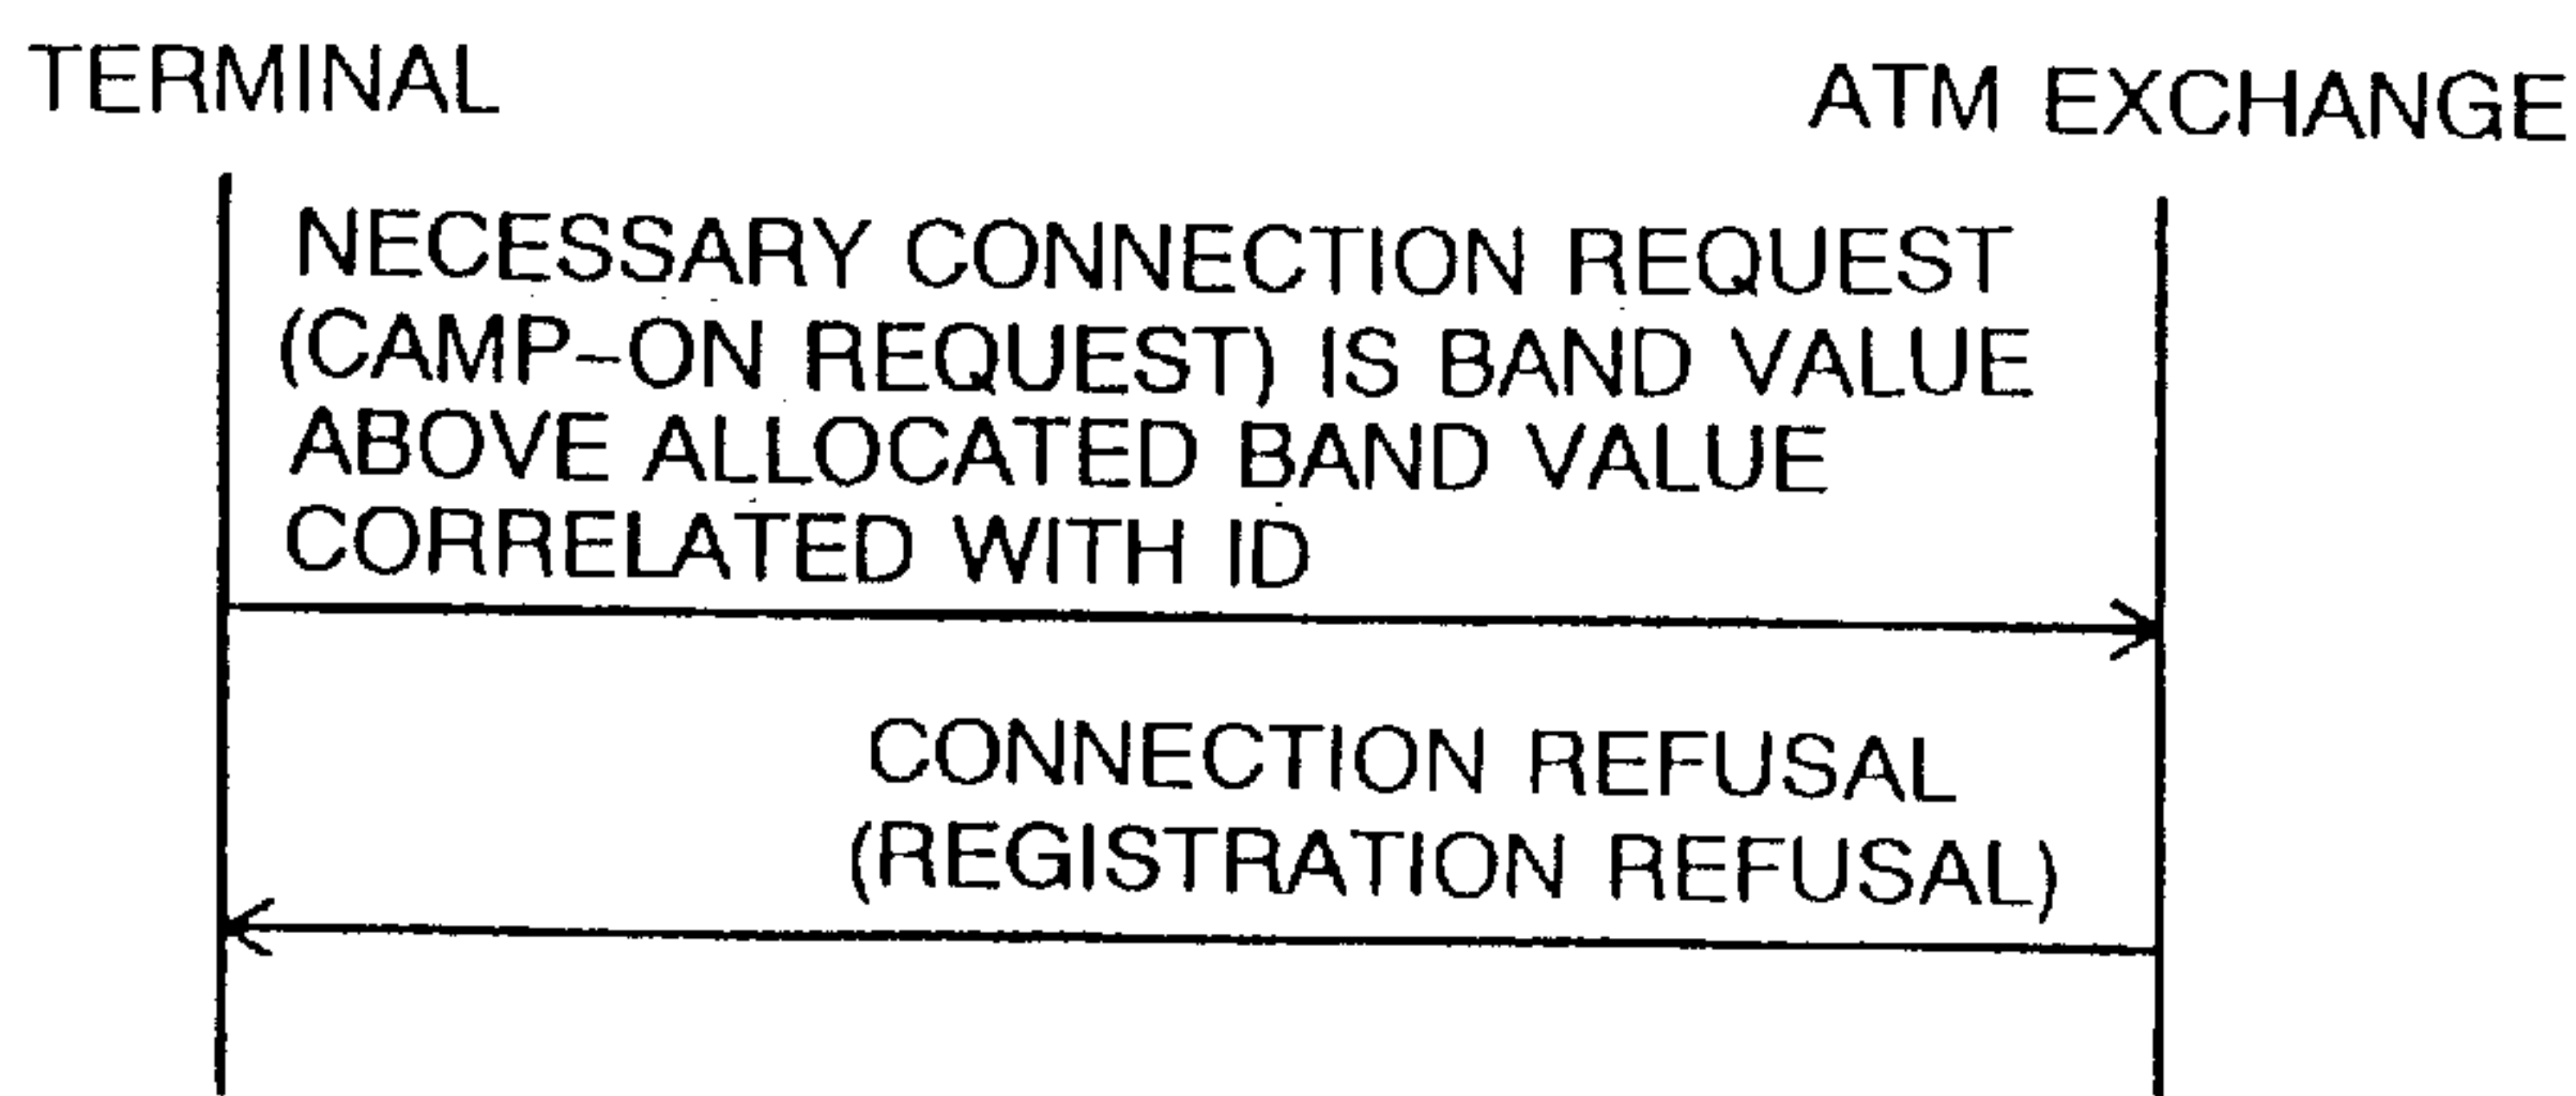 TERMINAL
ATM EXCHANGE
NECESSARY CONNECTION REQUEST
(CAMP-ON REQUEST) IS BAND VALUE
ABOVE ALLOCATED BAND VALUE
CORRELATED WITH ID
CONNECTION REFUSAL
(REGISTRATION REFUSAL)